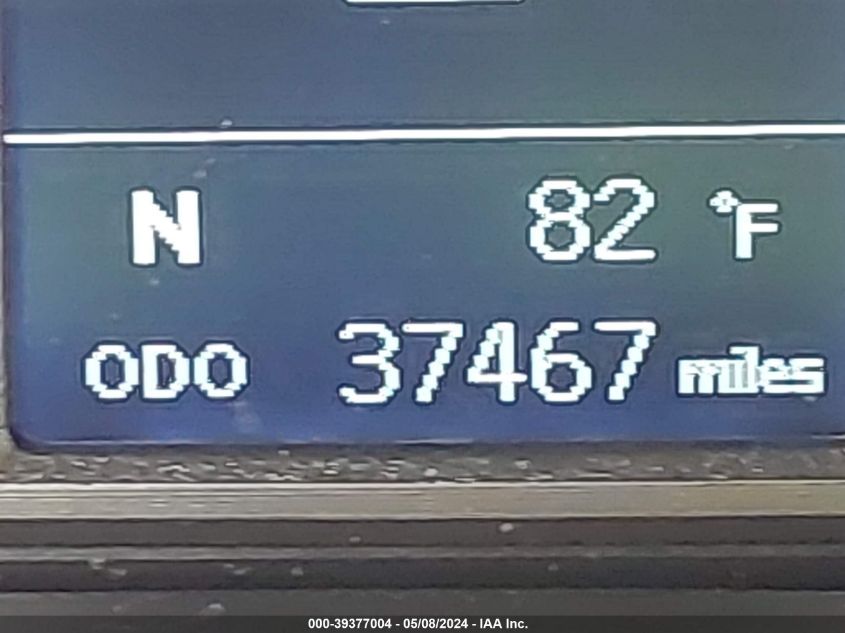 N 82 °F
ODO 37467 miles
000-39377004 - 05/08/2024 - IAA Inc.